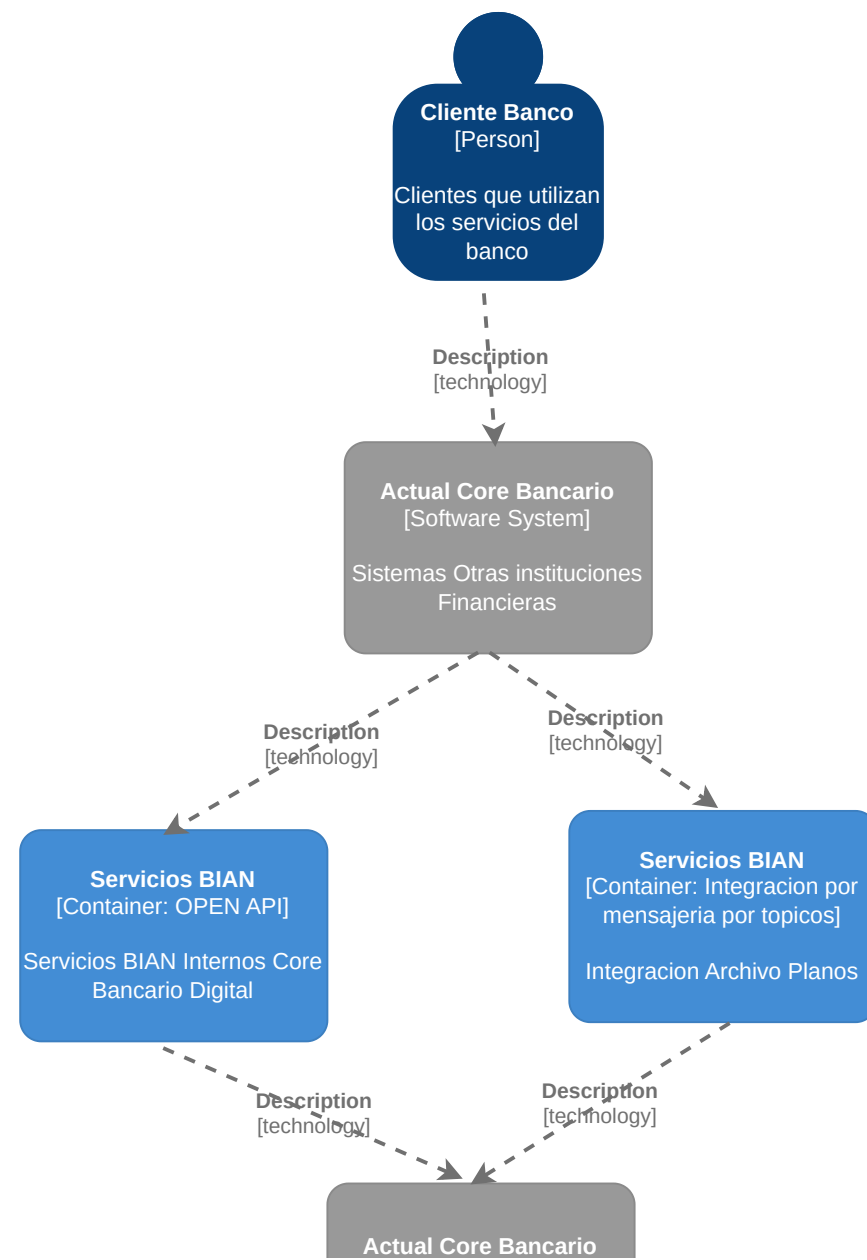 Cliente Banco
[Person]
Clientes que utilizan
los servicios del
banco
Description
[technology]
Actual Core Bancario
[Software System]
Sistemas Otras instituciones
Financieras
Description
[technology]
Description
[technology]
Servicios BIAN
[Container: OPEN API]
Servicios BIAN Internos Core
Bancario Digital
Servicios BIAN
[Container: Integracion por
mensajeria por topicos]
Integracion Archivo Planos
Description
[technology]
Description
[technology]
Actual Core Bancario